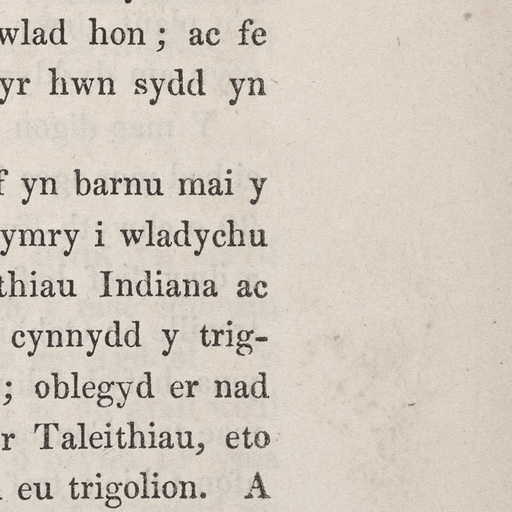 wlad hon ; ac fe
yr hwn sydd yn
yn barnu mai y
ymry i wladychu
thiau Indiana ac
cynnydd y trig-
; oblegyd er nad
r Taleithiau, eto
eu trigolion. A